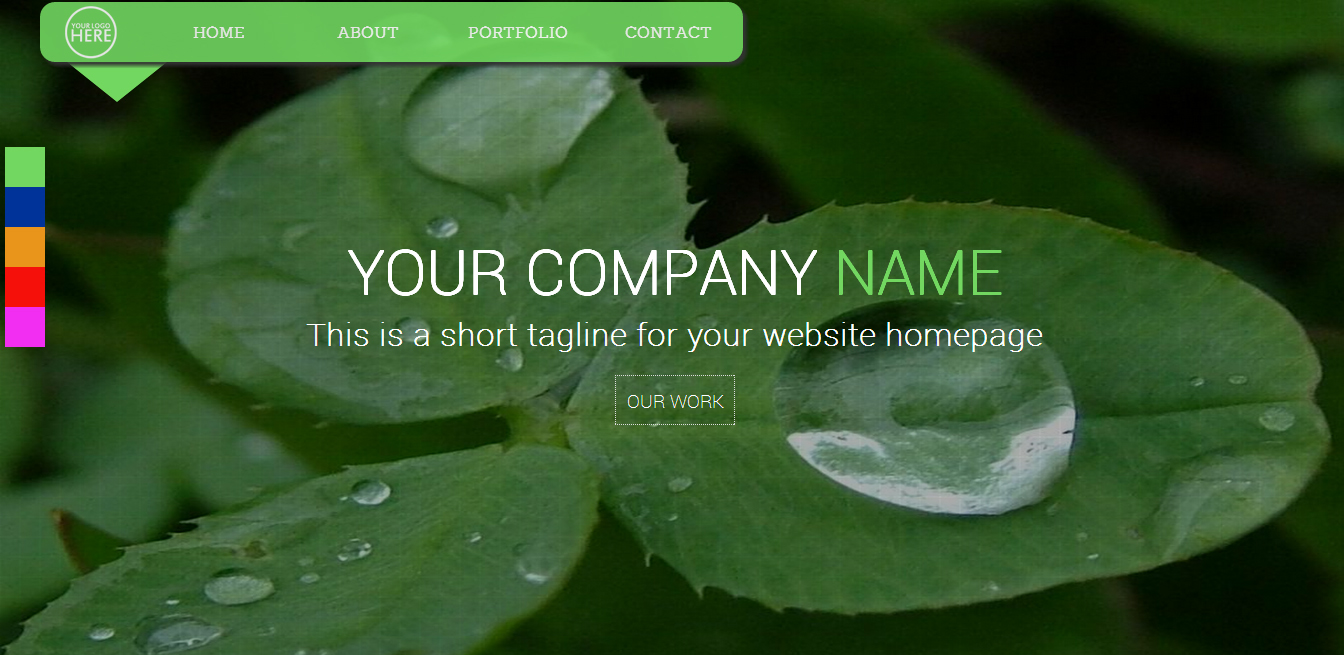 YOUR LOGO
HERE
HOME ABOUT PORTFOLIO CONTACT
YOUR COMPANY NAME
This is a short tagline for your website homepage
OUR WORK